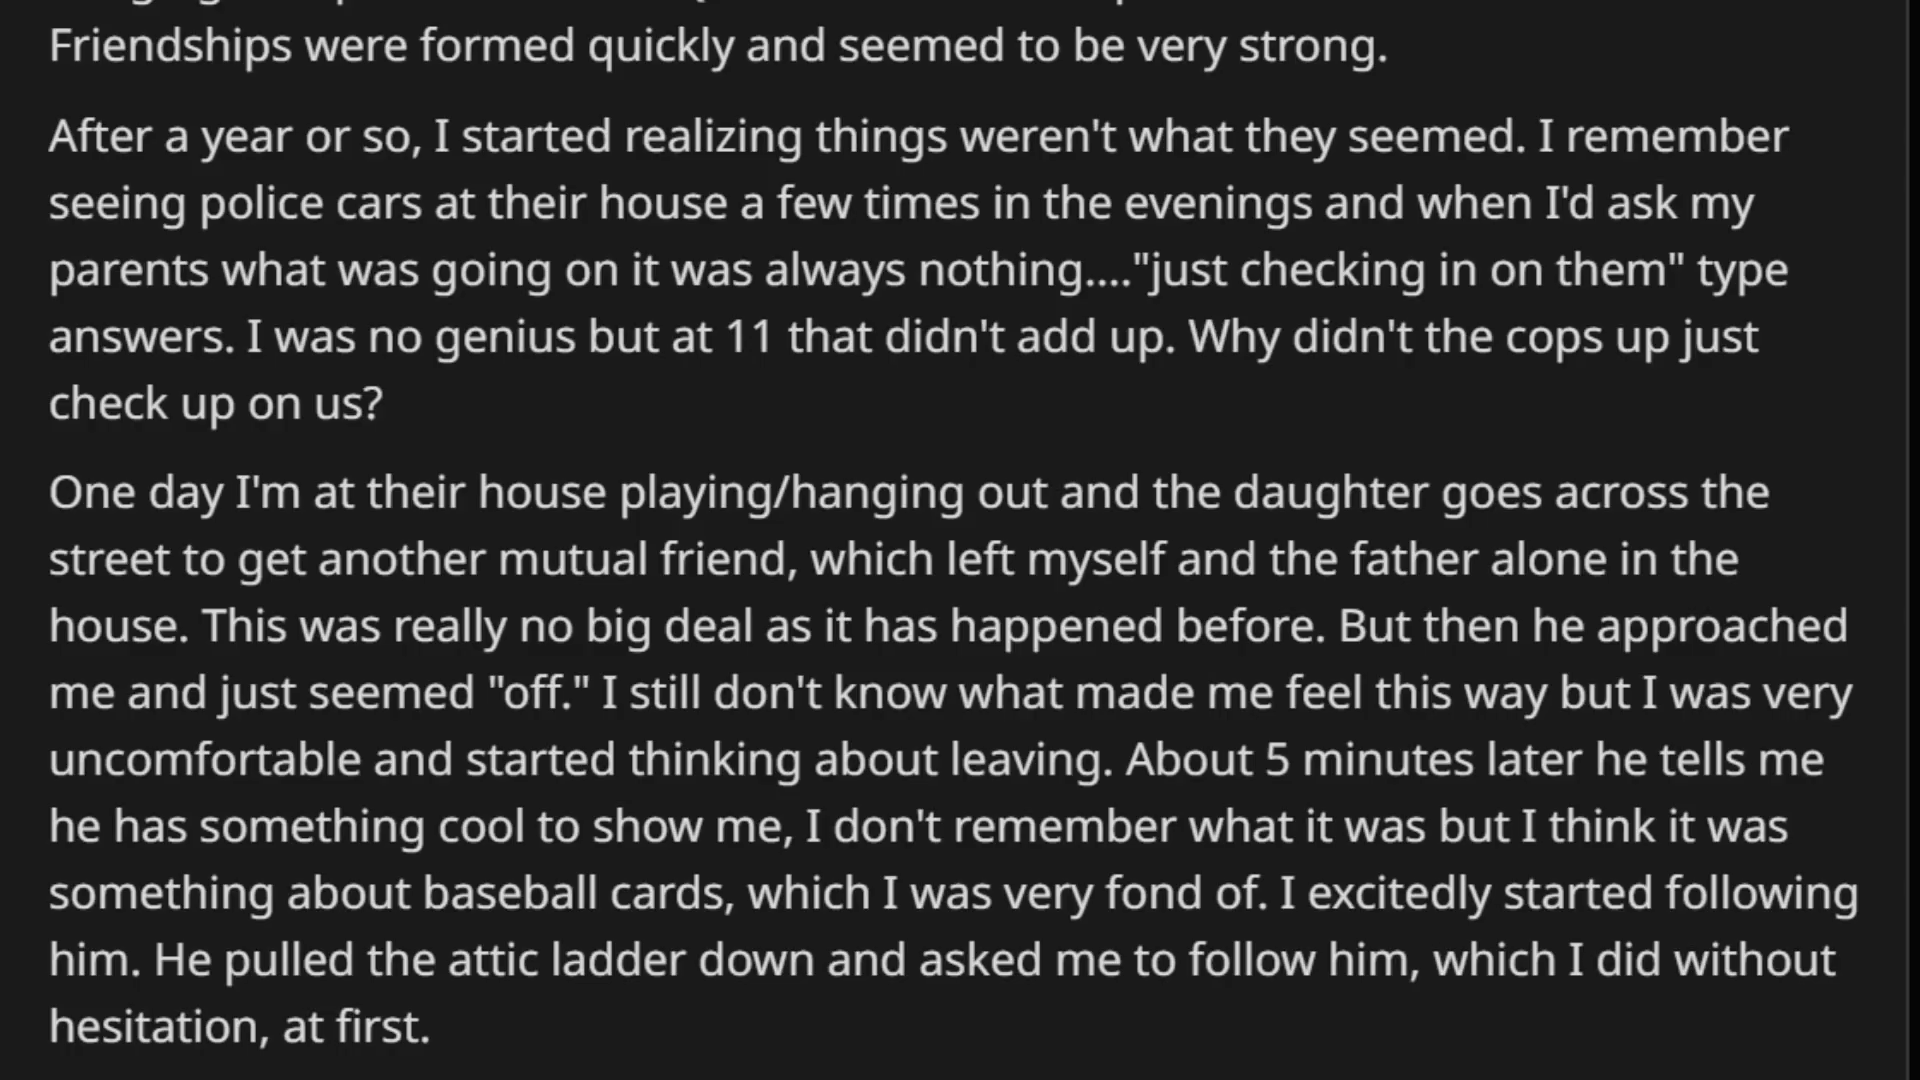 Friendships were formed quickly and seemed to be very strong.
After a year or so, I started realizing things weren't what they seemed. I remember
seeing police cars at their house a few times in the evenings and when I'd ask my
parents what was going on it was always nothing...."just checking in on them" type
answers. I was no genius but at 11 that didn't add up. Why didn't the cops up just
check up on us?
One day I'm at their house playing/hanging out and the daughter goes across the
street to get another mutual friend, which left myself and the father alone in the
house. This was really no big deal as it has happened before. But then he approached
me and just seemed "off." I still don't know what made me feel this way but I was very
uncomfortable and started thinking about leaving. About 5 minutes later he tells me
he has something cool to show me, I don't remember what it was but I think it was
something about baseball cards, which I was very fond of. I excitedly started following
him. He pulled the attic ladder down and asked me to follow him, which I did without
hesitation, at first.